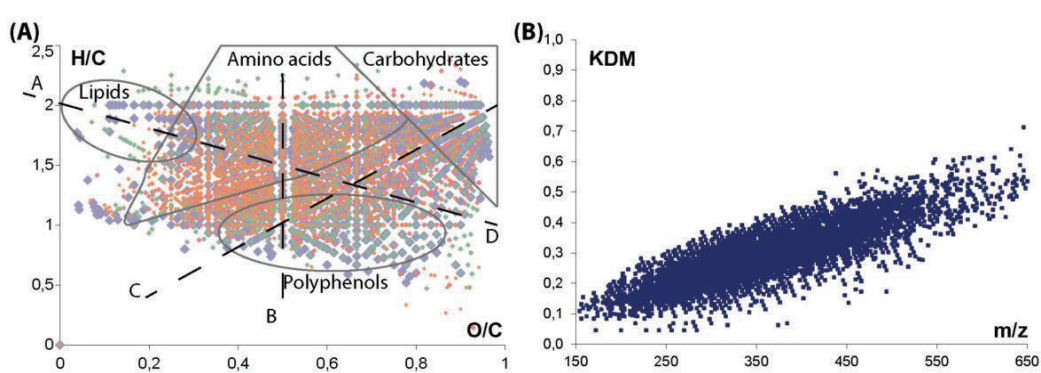 (A)
H/C
2,5
2
1,5
1
0,5
0
0
0,2
0,4
0,6
0,8
1
O/C
A
Lipids
Amino acids
Carbohydrates
Polyphenols
B
C
D
(B)
KDM
1,0
0,9
0,8
0,7
0,6
0,5
0,4
0,3
0,2
0,1
0,0
150
250
350
450
550
650
m/z